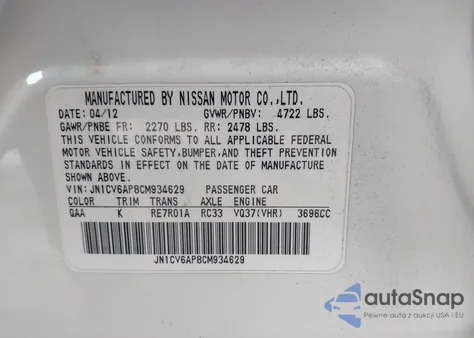 MANUFACTURED BY NISSAN MOTOR CO.,LTD.
DATE: 04/12 GVWR/PNBV: 4722 LBS.
GAWR/PNBE FR: 2270 LBS. RR: 2478 LBS.
THIS VEHICLE CONFORMS TO ALL APPLICABLE FEDERAL
MOTOR VEHICLE SAFETY,BUMPER,AND THEFT PREVENTION
STANDARDS IN EFFECT ON THE DATE OF MANUFACTURE
SHOWN ABOVE.
VIN: JN1CV6AP8CM934629 PASSENGER CAR
COLOR TRIM TRANS AXLE ENGINE
QAA K RE7R01A RC33 VQ37(VHR) 3696CC
JN1CV6AP8CM934629
autoSnap
Pewne auta z USA i EU